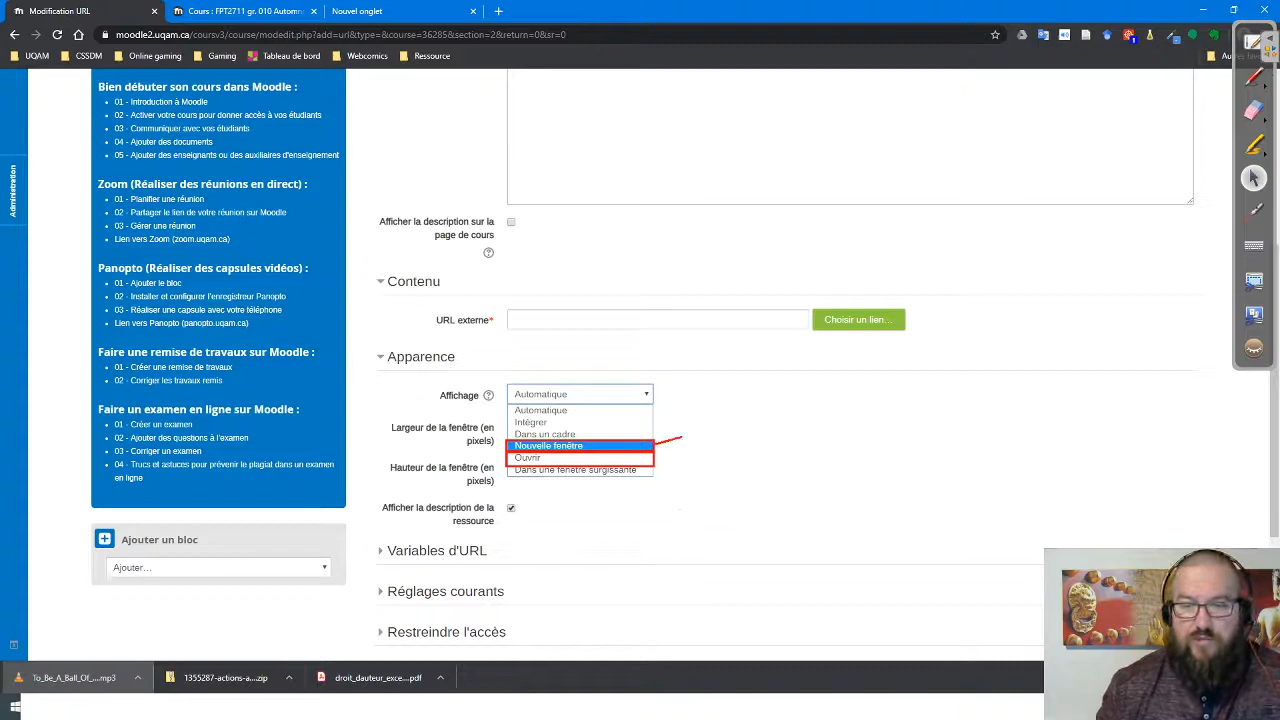 Modification URL
Cours : FPT2711 gr. 010 Automn
Nouvel onglet
moodle2.uqam.ca/coursv3/course/modedit.php?add=url&type=&course=36285&section=2&return=0&sr=0
UQAM
CSSDM
Online gaming
Gaming
Tableau de bord
Webcomics
Ressource
Autres favoris
Administration
Bien débuter son cours dans Moodle :
01 - Introduction à Moodle
02 - Activer votre cours pour donner accès à vos étudiants
03 - Communiquer avec vos étudiants
04 - Ajouter des documents
05 - Ajouter des enseignants ou des auxiliaires d'enseignement
Zoom (Réaliser des réunions en direct) :
01 - Planifier une réunion
02 - Partager le lien de votre réunion sur Moodle
03 - Gérer une réunion
Lien vers Zoom (zoom.uqam.ca)
Panopto (Réaliser des capsules vidéos) :
01 - Ajouter le bloc
02 - Installer et configurer l'enregistreur Panopto
03 - Réaliser une capsule avec votre téléphone
Lien vers Panopto (panopto.uqam.ca)
Faire une remise de travaux sur Moodle :
01 - Créer une remise de travaux
02 - Corriger les travaux remis
Faire un examen en ligne sur Moodle :
01 - Créer un examen
02 - Ajouter des questions à l'examen
03 - Corriger un examen
04 - Trucs et astuces pour prévenir le plagiat dans un examen
en ligne
Ajouter un bloc
Ajouter...
Afficher la description sur la
page de cours
Contenu
URL externe*
Choisir un lien...
Apparence
Affichage
Automatique
Automatique
Intégrer
Dans un cadre
Nouvelle fenêtre
Ouvrir
Dans une fenêtre surgissante
Largeur de la fenêtre (en
pixels)
Hauteur de la fenêtre (en
pixels)
Afficher la description de la
ressource
Variables d'URL
Réglages courants
Restreindre l'accès
To_Be_A_Ball_Of_....mp3
1355287-actions-a....zip
droit_dauteur_exce....pdf